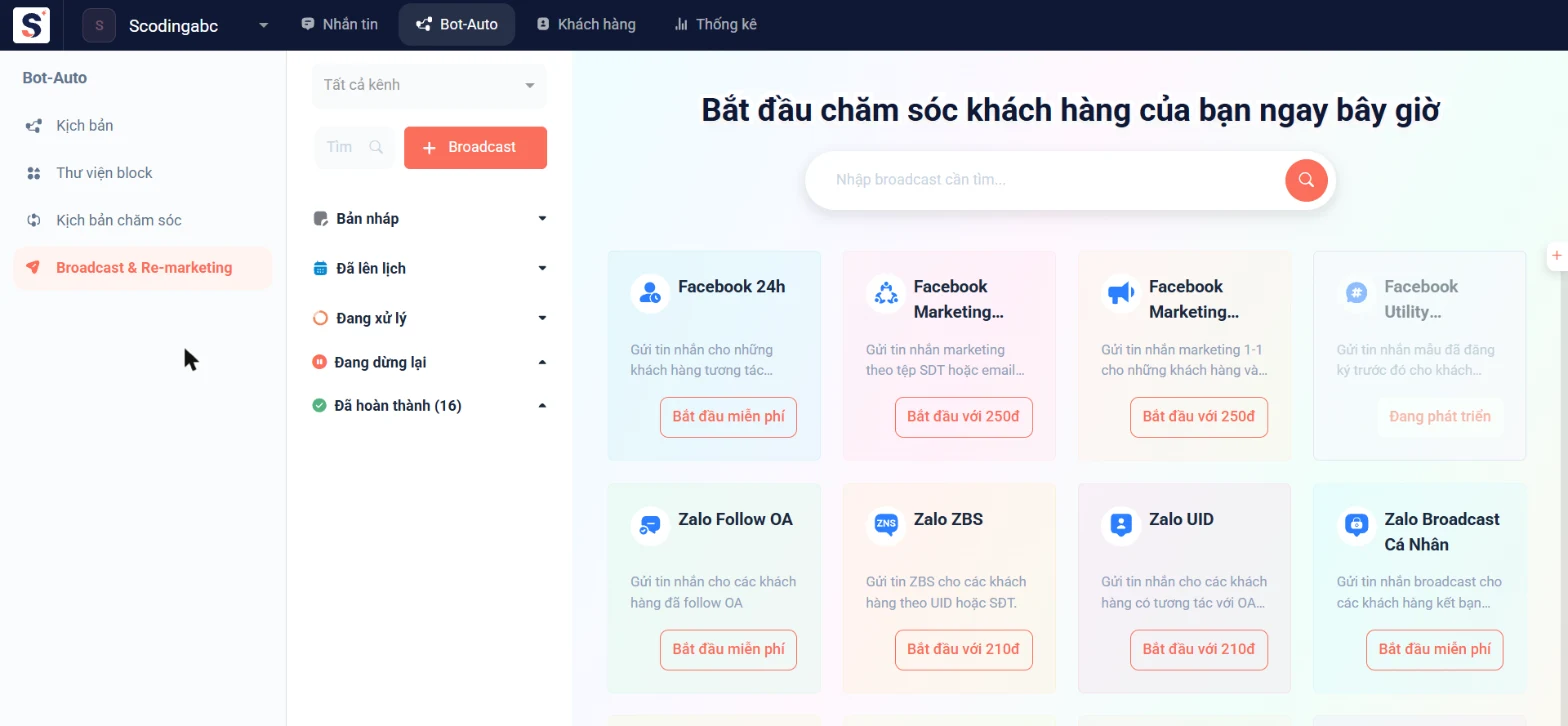 S
S
Scodingabc
Nhắn tin
Bot-Auto
Khách hàng
Thống kê
Bot-Auto
Kịch bản
Thư viện block
Kịch bản chăm sóc
Broadcast & Re-marketing
Tất cả kênh
Tìm
+ Broadcast
Bản nháp
Đã lên lịch
Đang xử lý
Đang dừng lại
Đã hoàn thành (16)
Bắt đầu chăm sóc khách hàng của bạn ngay bây giờ
Nhập broadcast cần tìm...
Facebook 24h
Gửi tin nhắn cho những
khách hàng tương tác...
Bắt đầu miễn phí
Facebook
Marketing...
Gửi tin nhắn marketing
theo tệp SDT hoặc email...
Bắt đầu với 250đ
Facebook
Marketing...
Gửi tin nhắn marketing 1-1
cho những khách hàng và...
Bắt đầu với 250đ
#
Facebook
Utility...
Gửi tin nhắn mẫu đã đăng
ký trước đó cho khách...
Đang phát triển
+
Zalo Follow OA
Gửi tin nhắn cho các khách
hàng đã follow OA
Bắt đầu miễn phí
ZNS
Zalo ZBS
Gửi tin ZBS cho các khách
hàng theo UID hoặc SĐT.
Bắt đầu với 210đ
Zalo UID
Gửi tin nhắn cho các khách
hàng có tương tác với OA...
Bắt đầu với 210đ
Zalo Broadcast
Cá Nhân
Gửi tin nhắn broadcast cho
các khách hàng kết bạn...
Bắt đầu miễn phí